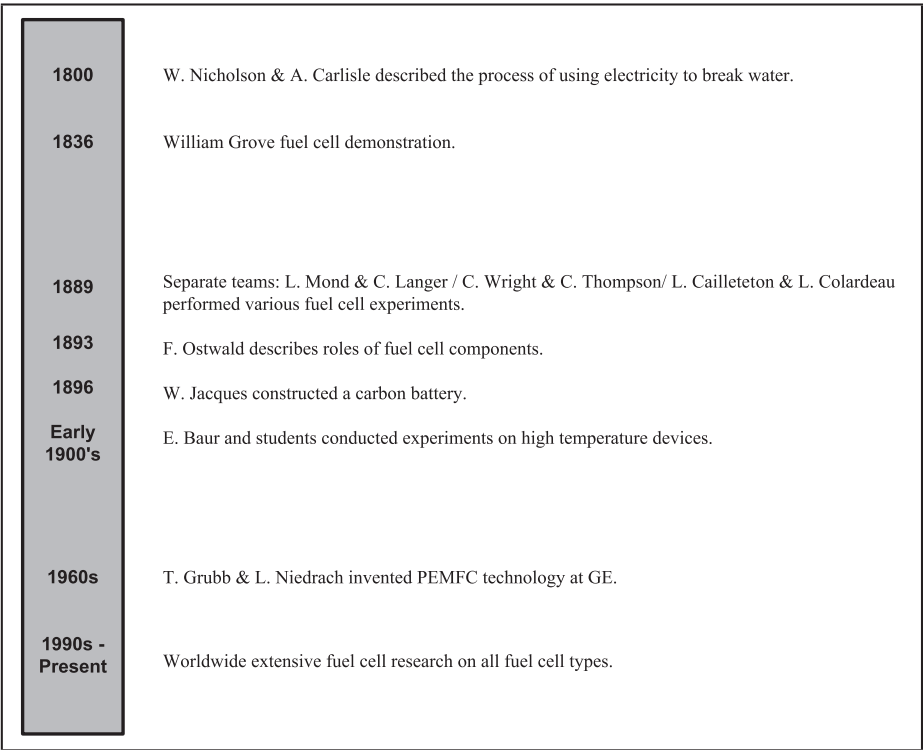 1800
W. Nicholson & A. Carlisle described the process of using electricity to break water.
1836
William Grove fuel cell demonstration.
1889
Separate teams: L. Mond & C. Langer / C. Wright & C. Thompson/ L. Cailleteton & L. Colardeau
performed various fuel cell experiments.
1893
F. Ostwald describes roles of fuel cell components.
1896
W. Jacques constructed a carbon battery.
Early
1900's
E. Baur and students conducted experiments on high temperature devices.
1960s
T. Grubb & L. Niedrach invented PEMFC technology at GE.
1990s -
Present
Worldwide extensive fuel cell research on all fuel cell types.